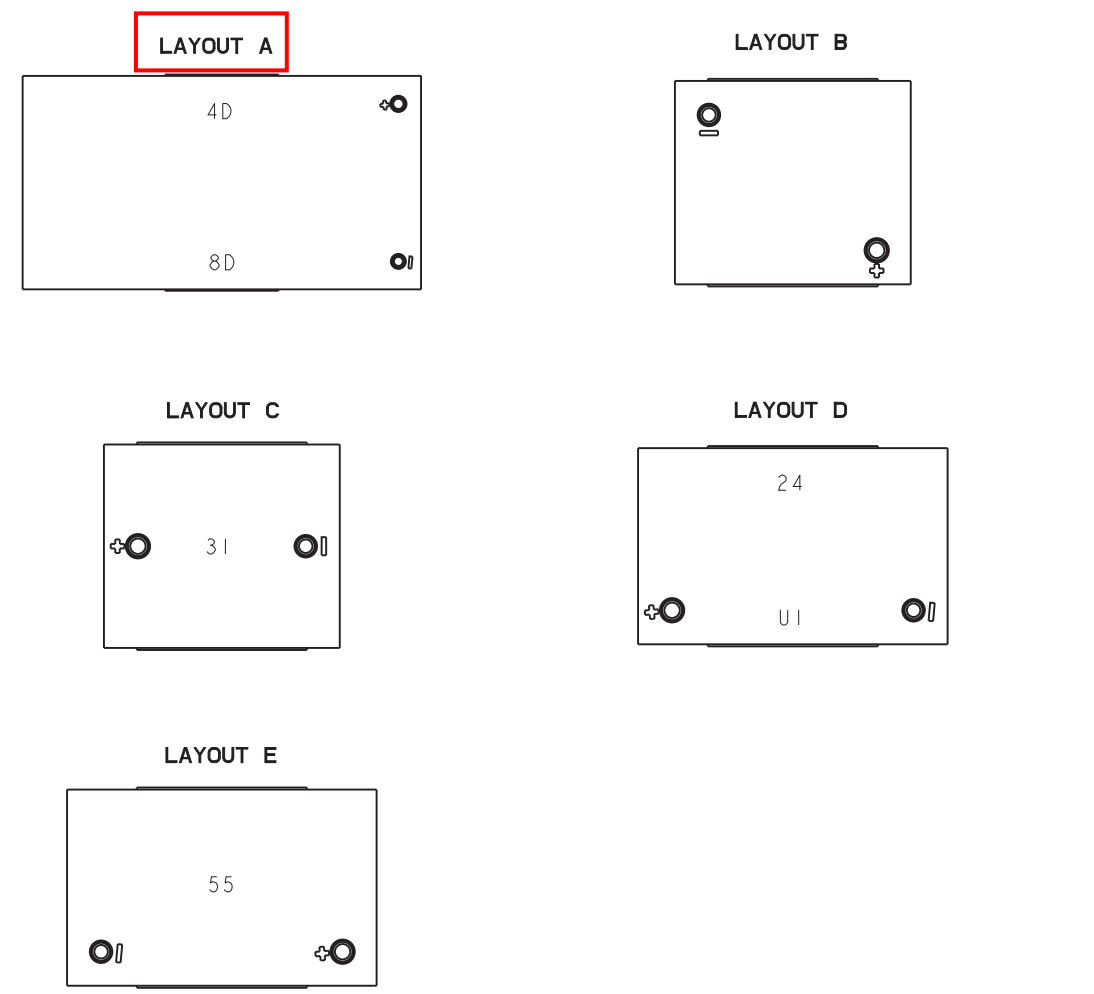 LAYOUT A
4D
+
8D
-
LAYOUT B
-
+
LAYOUT C
+ 31 -
LAYOUT D
24
+ U1 -
LAYOUT E
55
- +